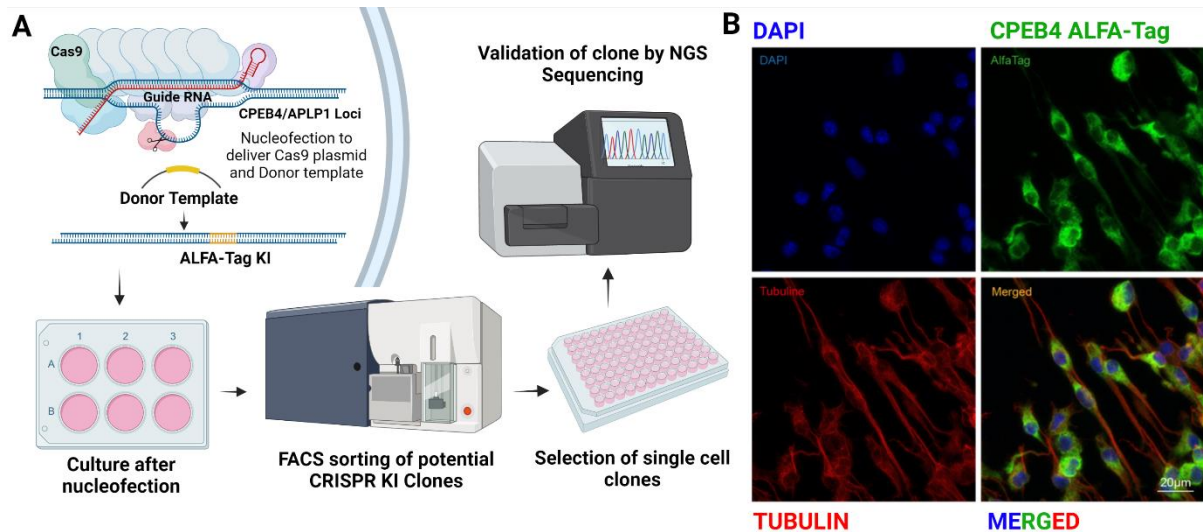 A
Cas9
Guide RNA
CPEB4/APLP1 Loci
Nucleofection to
deliver Cas9 plasmid
and Donor template
Donor Template
ALFA-Tag KI
1 2 3
A
B
Culture after
nucleofection
FACS sorting of potential
CRISPR KI Clones
Selection of single cell
clones
Validation of clone by NGS
Sequencing
B
DAPI
CPEB4 ALFA-Tag
DAPI
AlfaTag
Tubuline
Merged
20μm
TUBULIN
MERGED